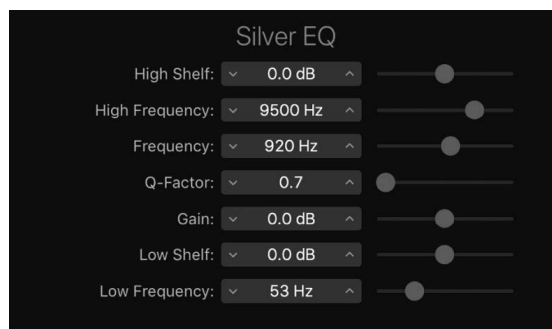 Silver EQ
High Shelf: 0.0 dB
High Frequency: 9500 Hz
Frequency: 920 Hz
Q-Factor: 0.7
Gain: 0.0 dB
Low Shelf: 0.0 dB
Low Frequency: 53 Hz